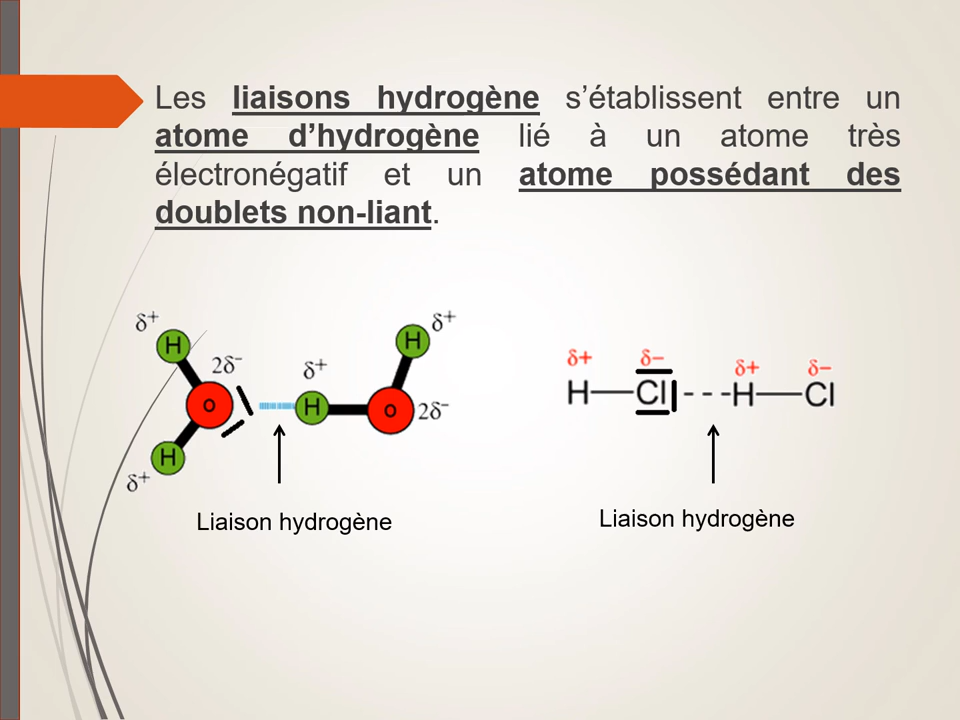 Les liaisons hydrogène s’établissent entre un
atome d’hydrogène lié à un atome très
électronégatif et un atome possédant des
doublets non-liant.
δ+ δ+
H H
2δ− δ+
O H O 2δ−
H
δ+
Liaison hydrogène
δ+ δ− δ+ δ−
H—Cl---H—Cl
Liaison hydrogène